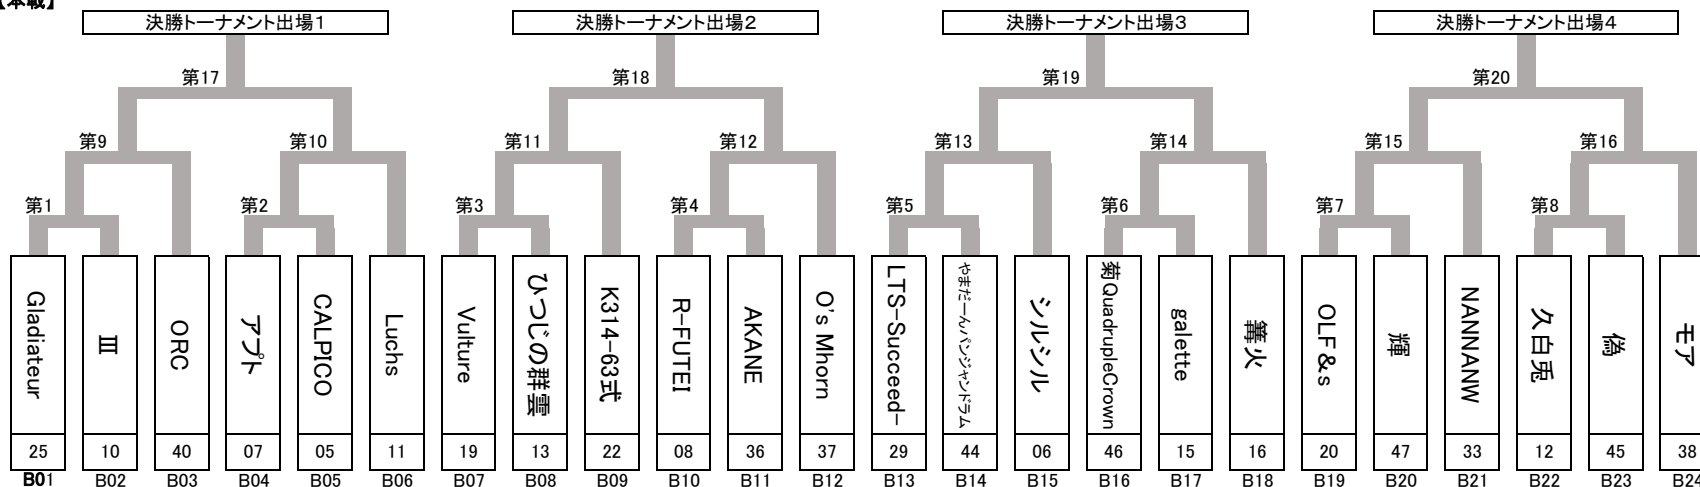 【本戦】
決勝トーナメント出場1 決勝トーナメント出場2 決勝トーナメント出場3 決勝トーナメント出場4
第17 第18 第19 第20
第9 第10 第11 第12 第13 第14 第15 第16
第1 第2 第3 第4 第5 第6 第7 第8
Gladiateur
Ⅲ
ORC
アプト
CALPICO
Luchs
Vulture
ひつじの群雲
K314-63式
R-FUTEI
AKANE
O's Mhorn
LTS-Succeed-
やまだーんパンジャンドラム
シルシル
菊QuadrupleCrown
galette
篝火
OLF&s
輝
NANNANW
久白兎
偽
モア
25 10 40 07 05 11 19 13 22 08 36 37 29 44 06 46 15 16 20 47 33 12 45 38
B01 B02 B03 B04 B05 B06 B07 B08 B09 B10 B11 B12 B13 B14 B15 B16 B17 B18 B19 B20 B21 B22 B23 B24